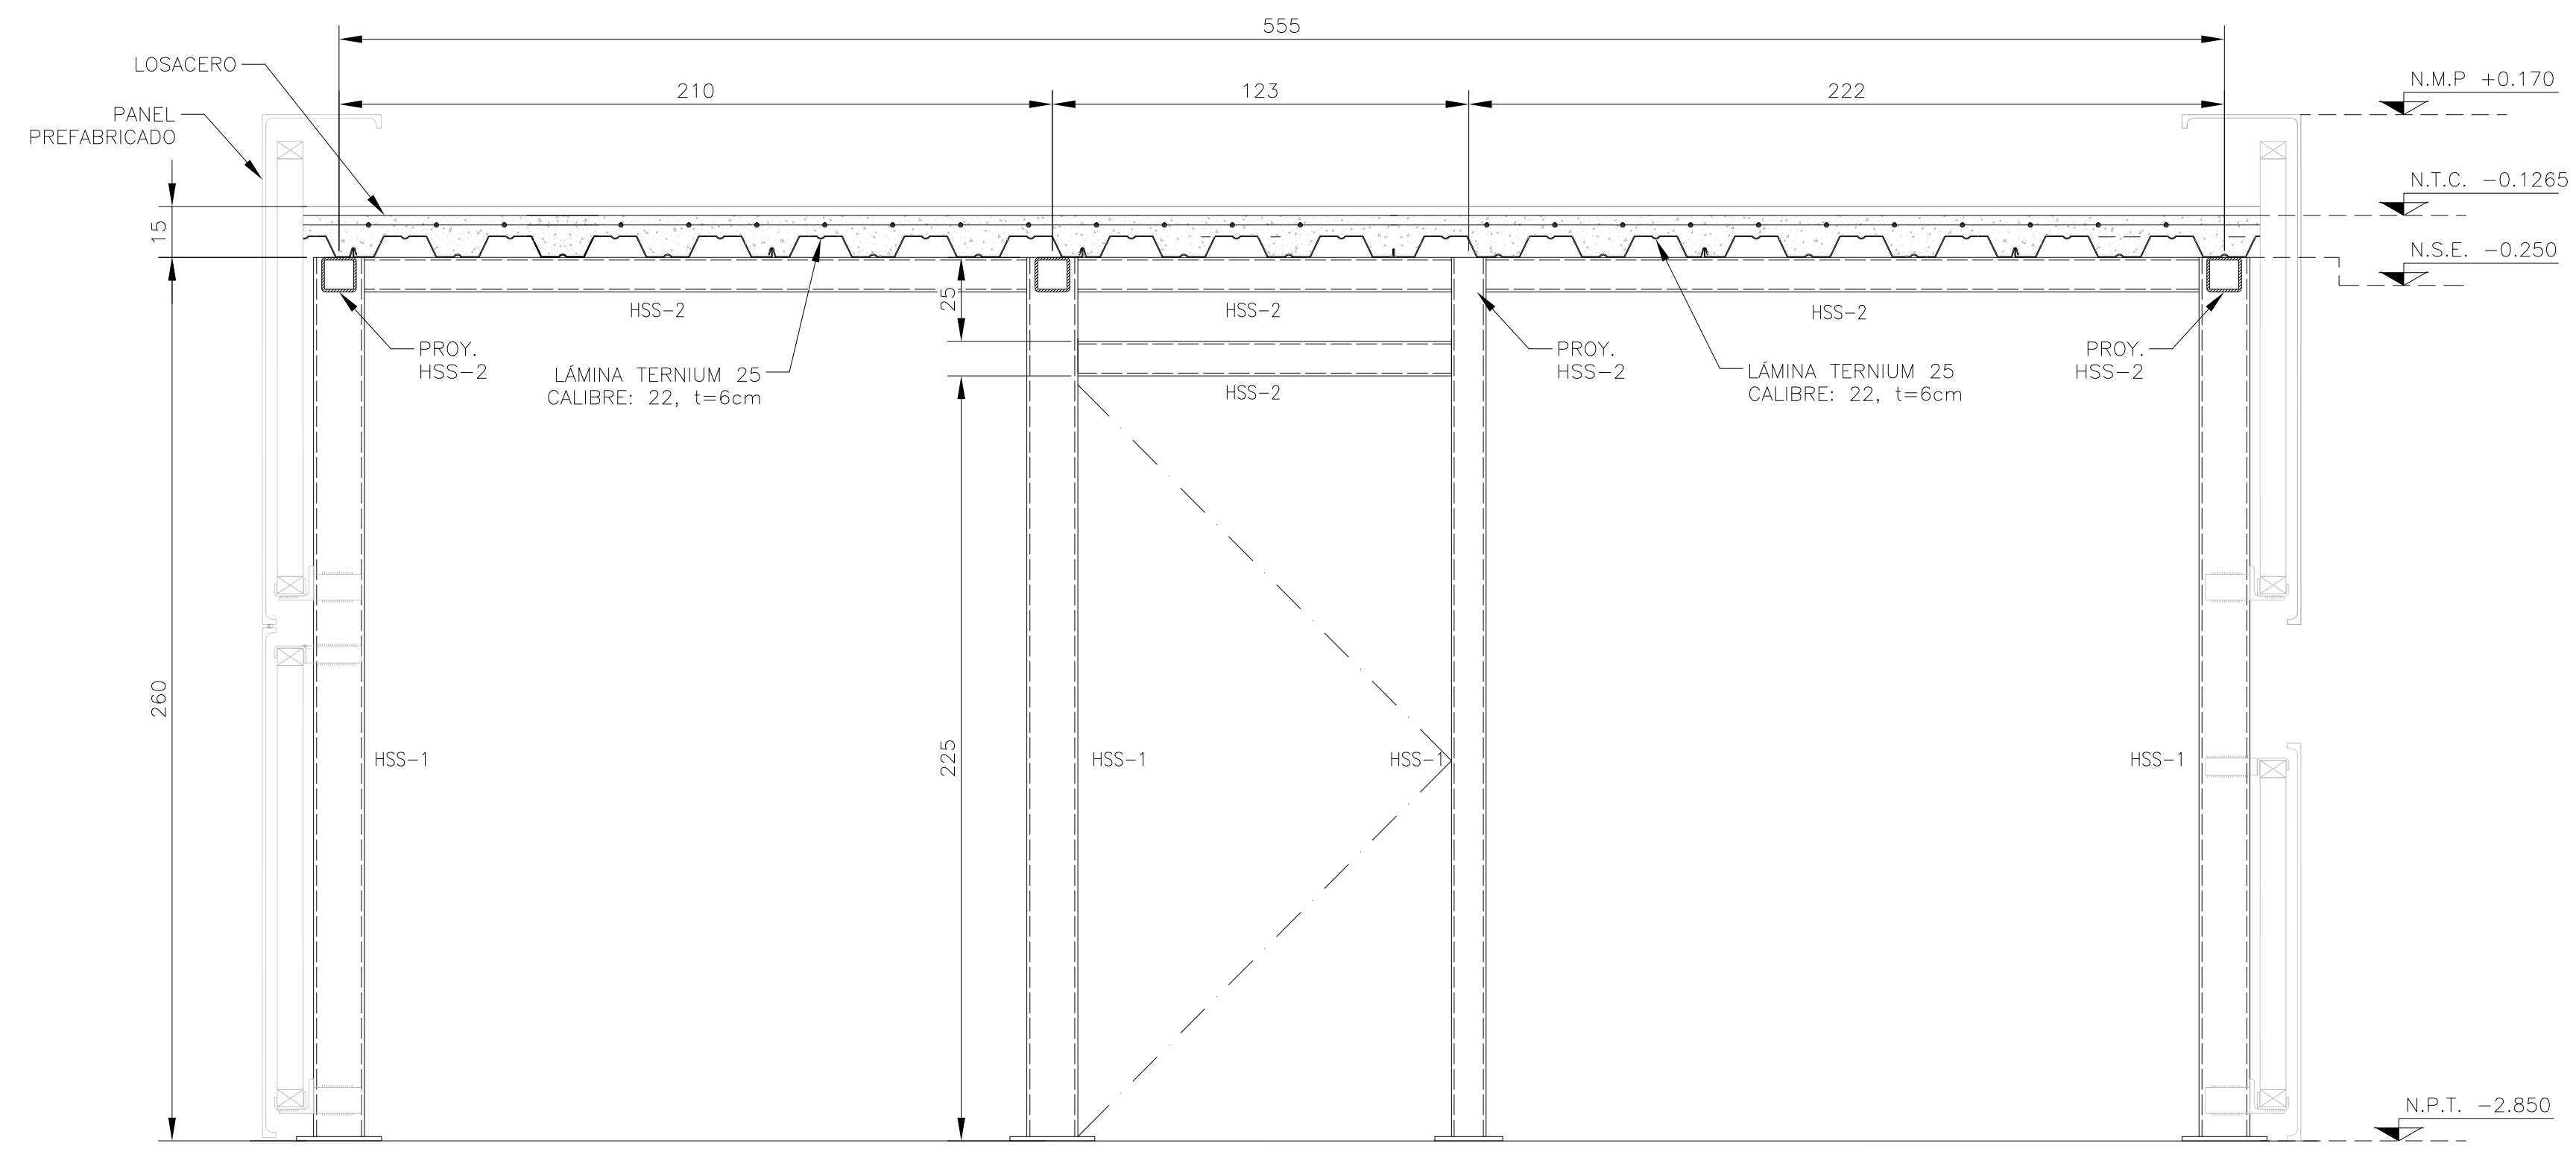 555
LOSACERO
N.M.P +0.170
210
123
222
PANEL
PREFABRICADO
N.T.C. -0.1265
15
N.S.E. -0.250
25
HSS-2
HSS-2
HSS-2
PROY.
HSS-2
PROY.
HSS-2
PROY.
HSS-2
LÁMINA TERNIUM 25
CALIBRE: 22, t=6cm
HSS-2
LÁMINA TERNIUM 25
CALIBRE: 22, t=6cm
260
225
HSS-1
HSS-1
HSS-1
HSS-1
N.P.T. -2.850